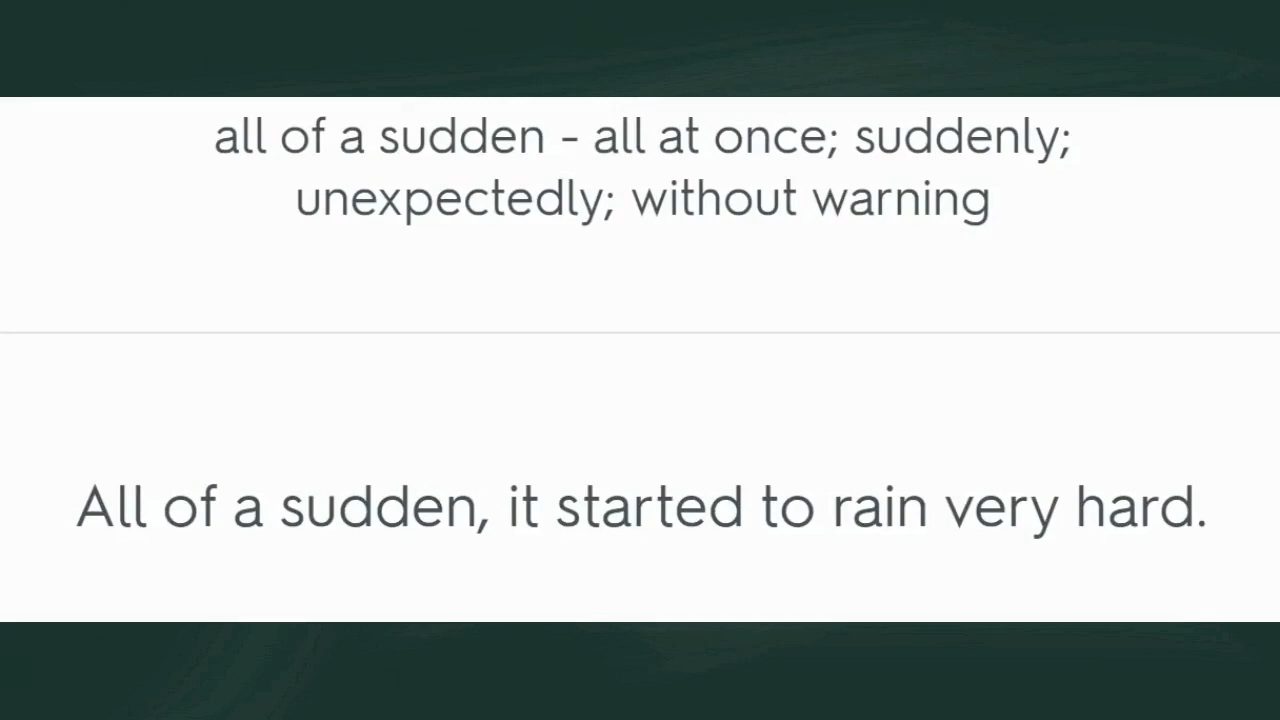 all of a sudden - all at once; suddenly;
unexpectedly; without warning
All of a sudden, it started to rain very hard.